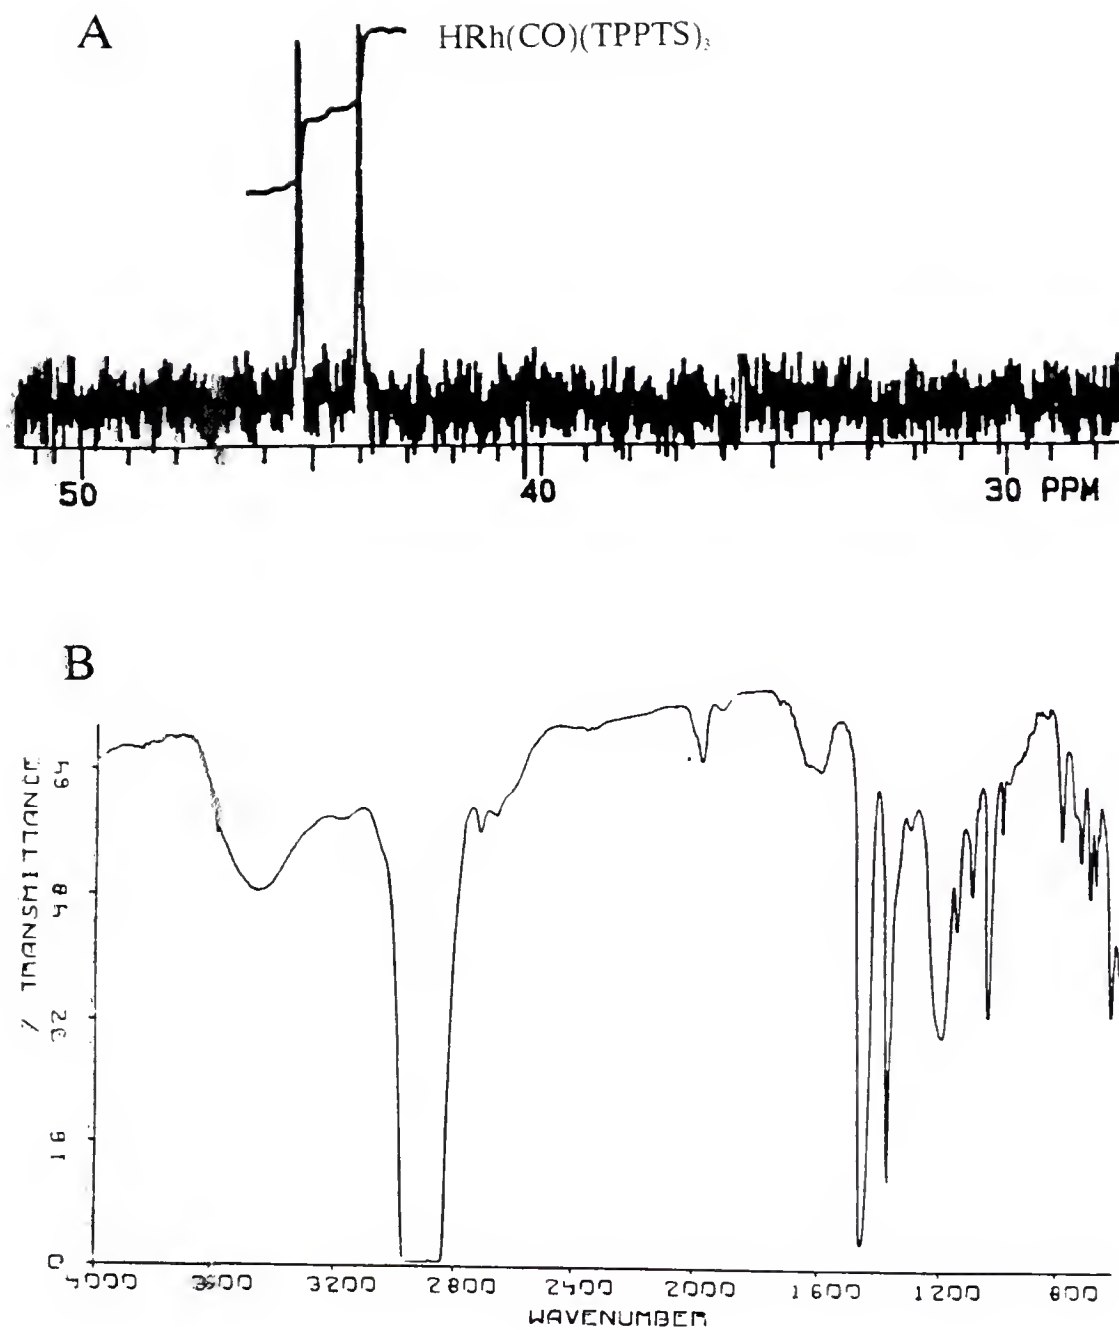 A
HRh(CO)(TPPTS)₃
50 40 30 PPM
B
% TRANSMITTANCE
64
48
32
16
0
4000 3600 3200 2800 2400 2000 1600 1200 800
WAVENUMBER